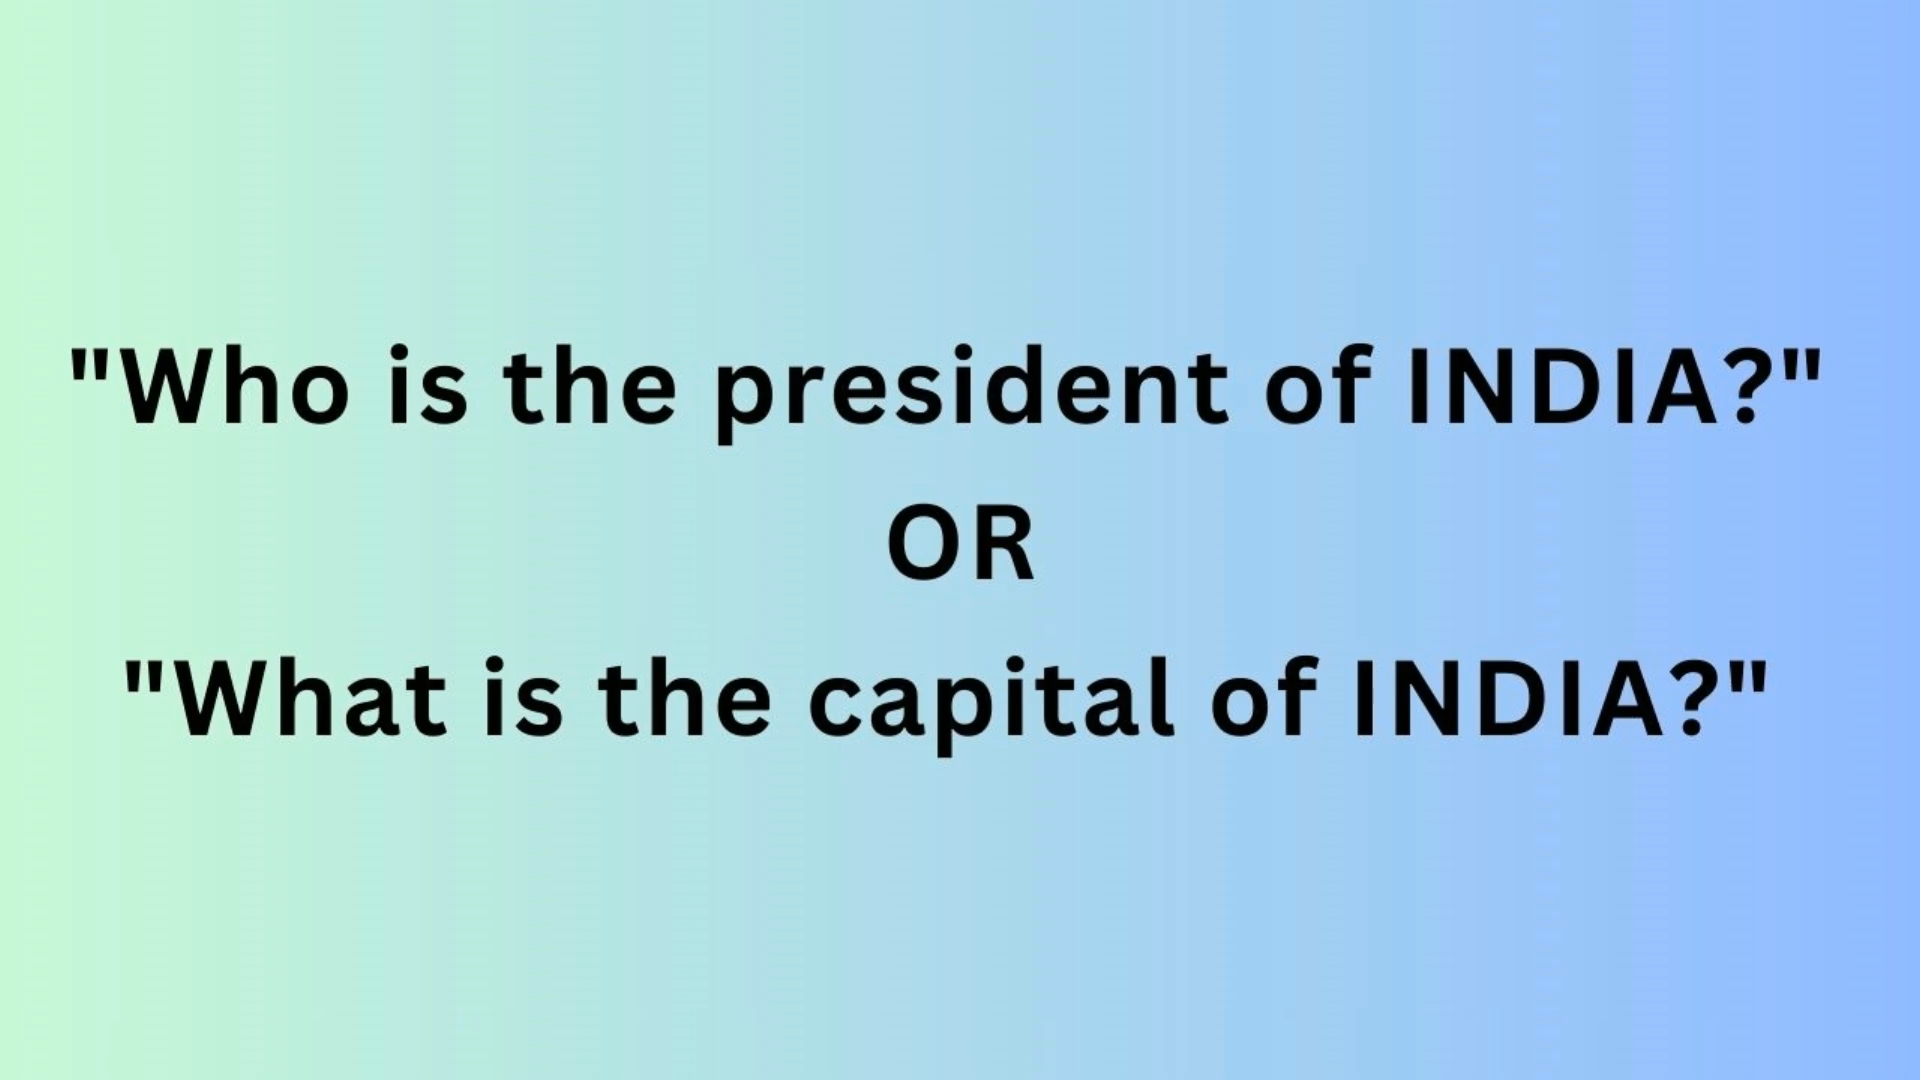 "Who is the president of INDIA?"
OR
"What is the capital of INDIA?"